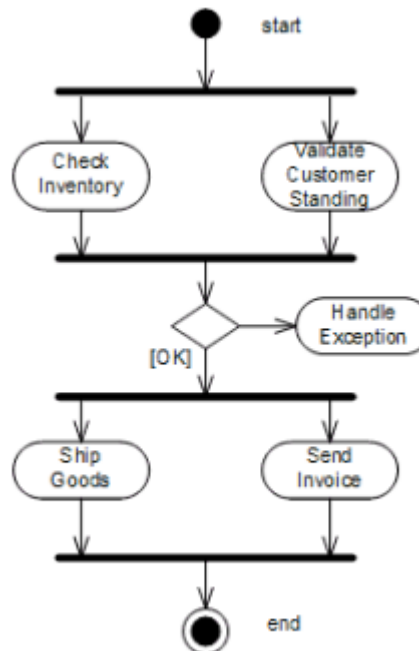 start
Check
Inventory
Validate
Customer
Standing
Handle
Exception
[OK]
Ship
Goods
Send
Invoice
end